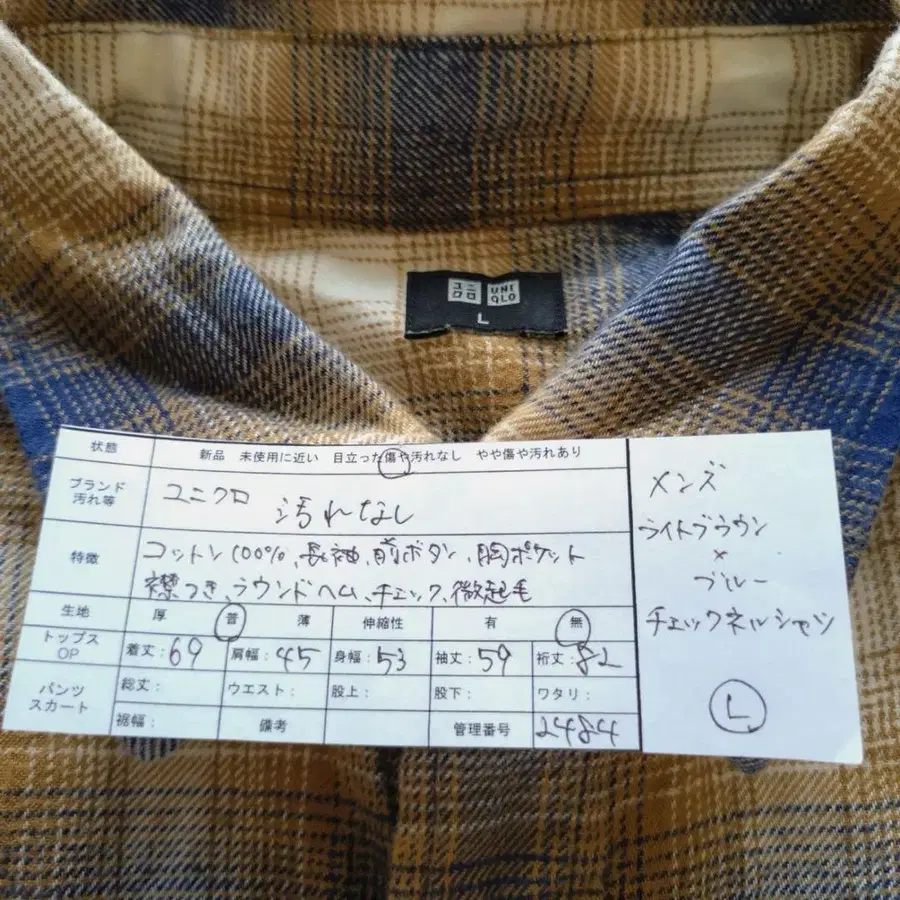 ユニ
クロ
UNI
QLO
L
状態 新品 未使用に近い 目立った傷や汚れなし やや傷や汚れあり
ブランド
汚れ等
ユニクロ
汚れなし
特徴
コットン100%、長袖、前ボタン、胸ポケット
襟つき、ラウンドヘム、チェック、微起毛
生地 厚 普 薄 伸縮性 有 無
トップス
OP
着丈:69 肩幅:45 身幅:53 袖丈:59 裄丈:82
パンツ
スカート
総丈: ウエスト: 股上: 股下: ワタリ:
裾幅: 備考 管理番号 2484
メンズ
ライトブラウン
×
ブルー
チェックネルシャツ
L